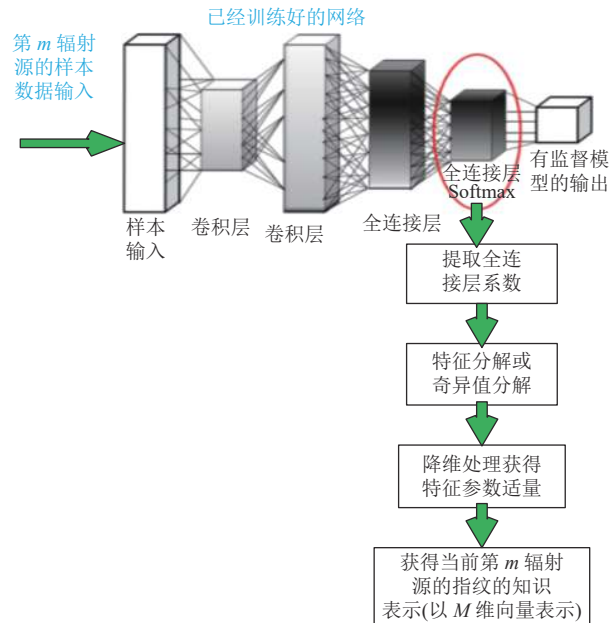 已经训练好的网络
第 m 辐射
源的样本
数据输入
样本
输入
卷积层
卷积层
全连接层
全连接层
Softmax
有监督模
型的输出
提取全连
接层系数
特征分解或
奇异值分解
降维处理获得
特征参数适量
获得当前第 m 辐射
源的指纹的知识
表示(以 M 维向量表示)